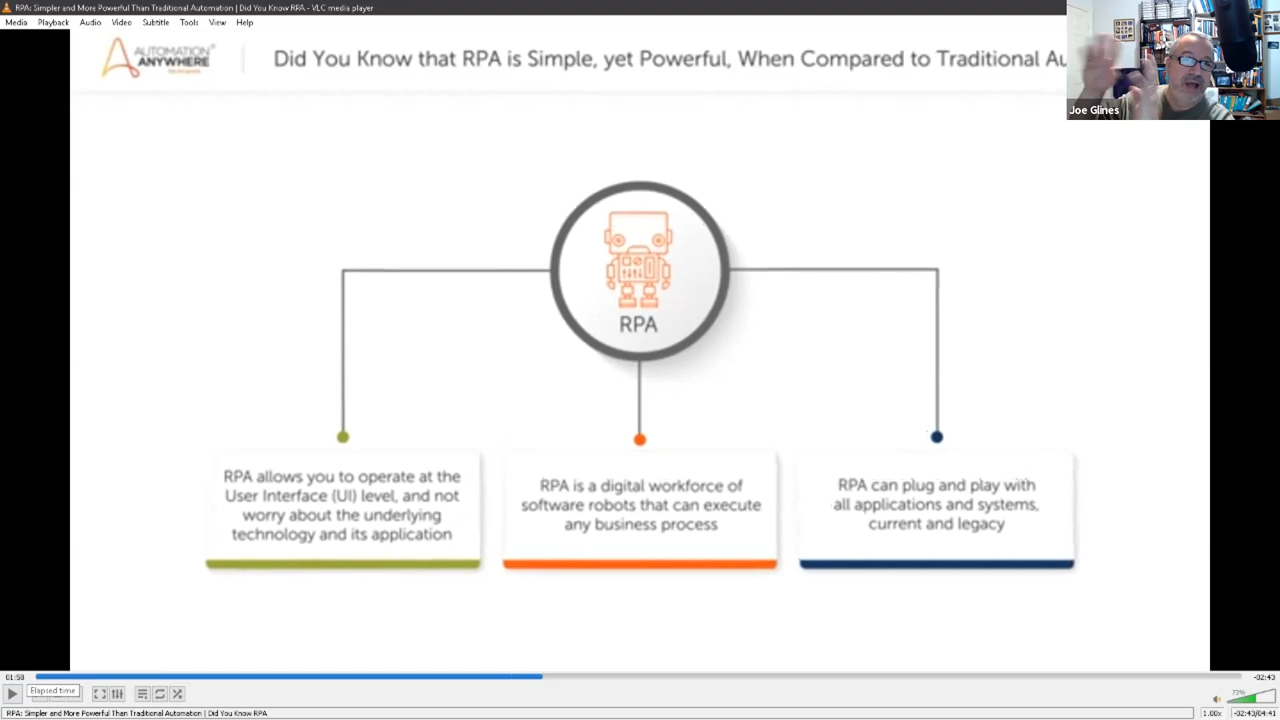 RPA: Simpler and More Powerful Than Traditional Automation | Did You Know RPA - VLC media player
Media Playback Audio Video Subtitle Tools View Help
AUTOMATION
ANYWHERE
Did You Know that RPA is Simple, yet Powerful, When Compared to Traditional Au
Joe Glines
RPA
RPA allows you to operate at the
User Interface (UI) level, and not
worry about the underlying
technology and its application
RPA is a digital workforce of
software robots that can execute
any business process
RPA can plug and play with
all applications and systems,
current and legacy
01:58
-02:43
Elapsed time
73%
RPA: Simpler and More Powerful Than Traditional Automation | Did You Know RPA
1.00x
-02:43/04:41